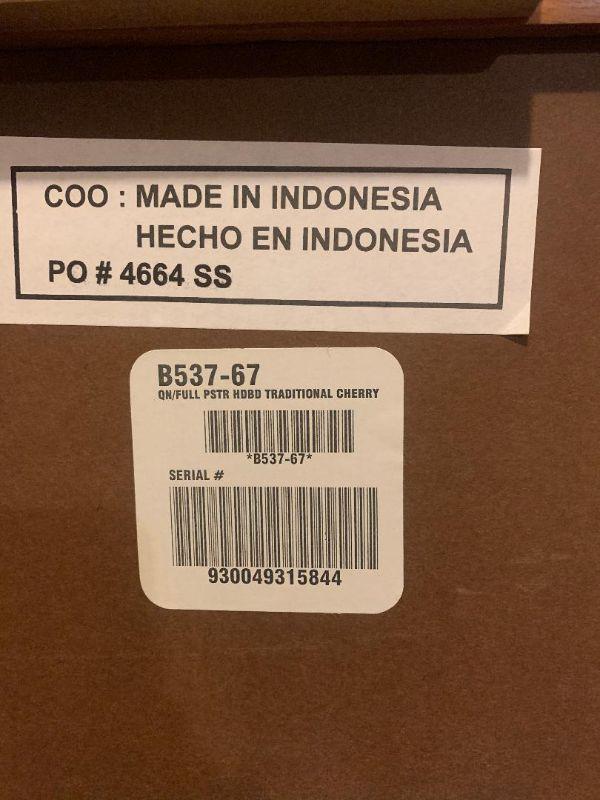 COO : MADE IN INDONESIA
HECHO EN INDONESIA
PO # 4664 SS
B537-67
QN/FULL PSTR HDBD TRADITIONAL CHERRY
*B537-67*
SERIAL #
930049315844